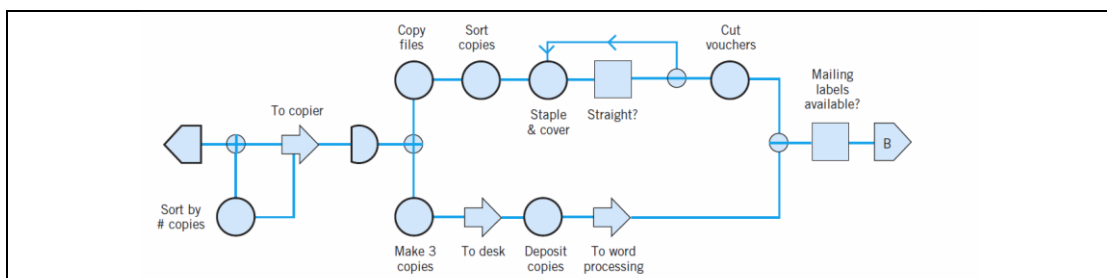 Copy
files
Sort
copies
Cut
vouchers
Mailing
labels
available?
To copier
Staple
& cover
Straight?
B
Sort by
# copies
Make 3
copies
To desk
Deposit
copies
To word
processing